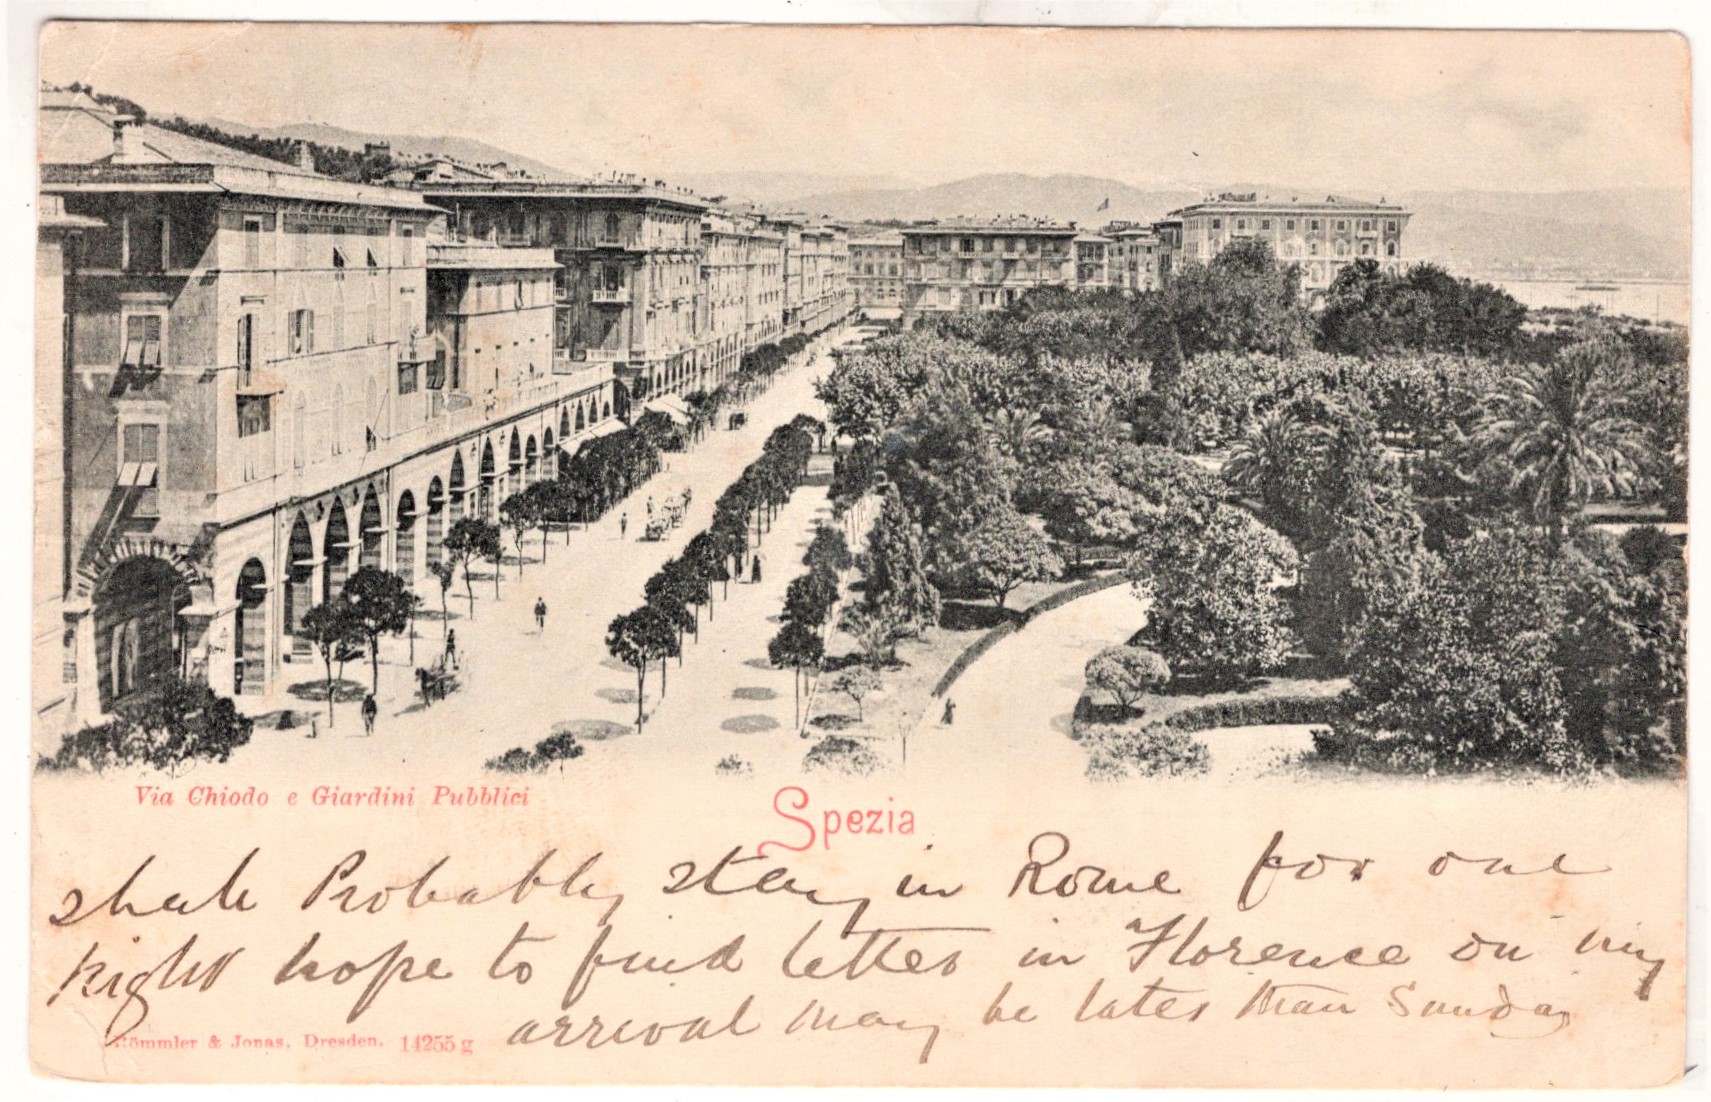 Via Chiodo e Giardini Pubblici
Spezia
shall Probably stay in Rome for one
night hope to find letter in Florence on my
arrival may be later than Sunday
Römmler & Jonas, Dresden. 14255 g